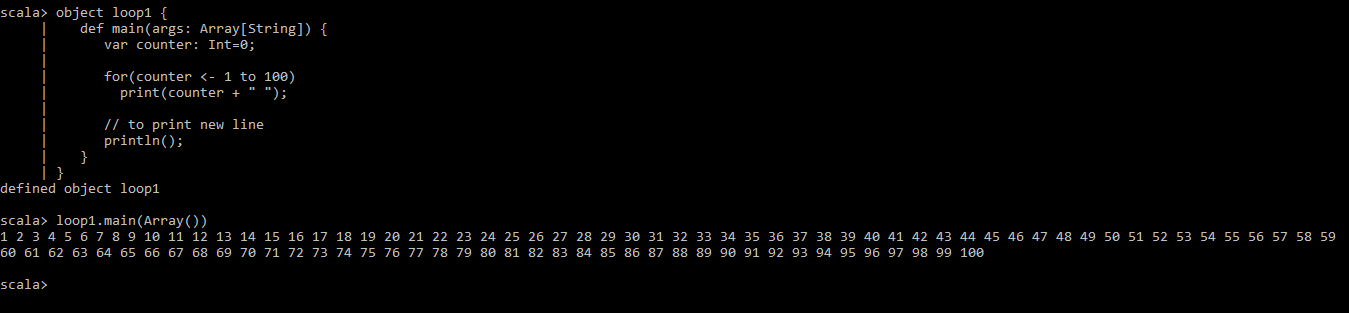 scala> object loop1 {
     |    def main(args: Array[String]) {
     |       var counter: Int=0;
     |
     |       for(counter <- 1 to 100)
     |         print(counter + " ");
     |
     |       // to print new line
     |       println();
     |    }
     | }
defined object loop1

scala> loop1.main(Array())
1 2 3 4 5 6 7 8 9 10 11 12 13 14 15 16 17 18 19 20 21 22 23 24 25 26 27 28 29 30 31 32 33 34 35 36 37 38 39 40 41 42 43 44 45 46 47 48 49 50 51 52 53 54 55 56 57 58 59
60 61 62 63 64 65 66 67 68 69 70 71 72 73 74 75 76 77 78 79 80 81 82 83 84 85 86 87 88 89 90 91 92 93 94 95 96 97 98 99 100

scala>